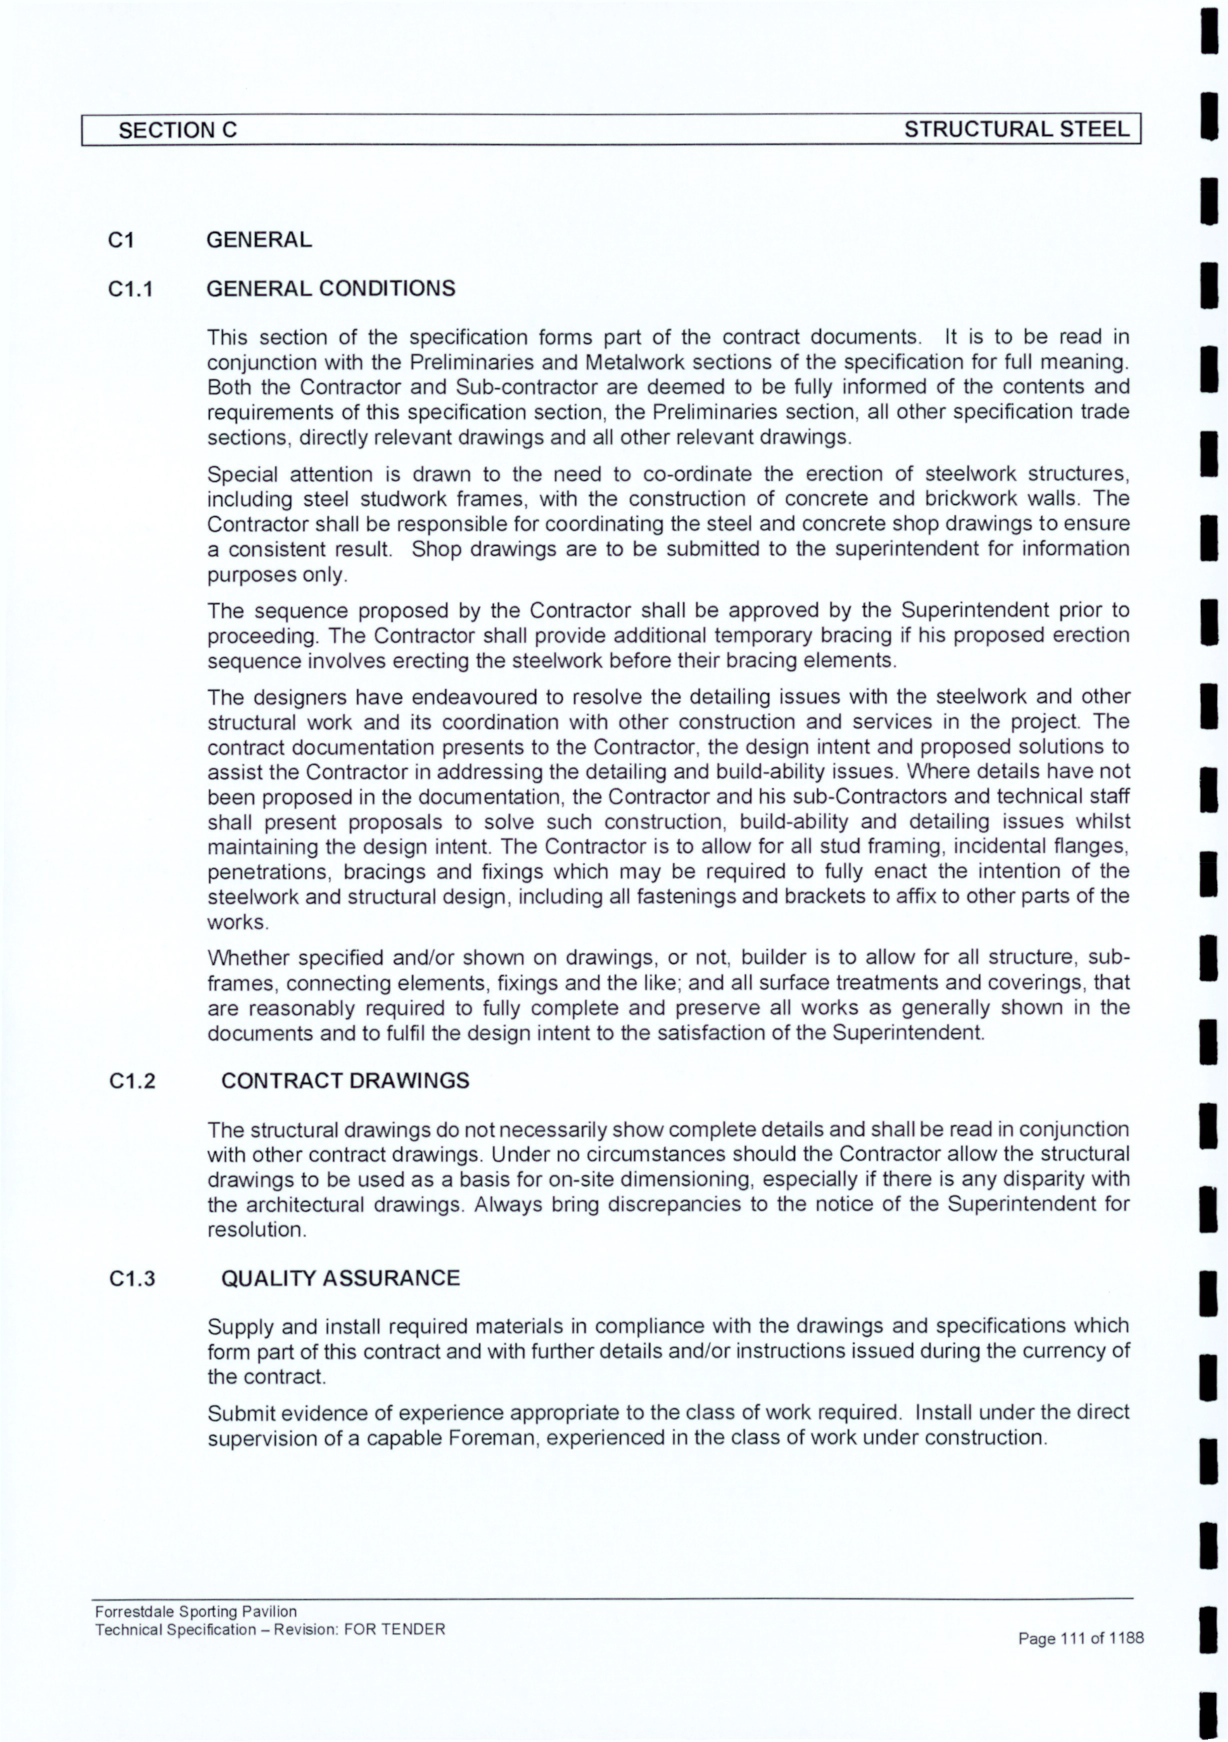 SECTION C STRUCTURAL STEEL
C1 GENERAL
C1.1 GENERAL CONDITIONS
This section of the specification forms part of the contract documents. It is to be read in
conjunction with the Preliminaries and Metalwork sections of the specification for full meaning.
Both the Contractor and Sub-contractor are deemed to be fully informed of the contents and
requirements of this specification section, the Preliminaries section, all other specification trade
sections, directly relevant drawings and all other relevant drawings.
Special attention is drawn to the need to co-ordinate the erection of steelwork structures,
including steel studwork frames, with the construction of concrete and brickwork walls. The
Contractor shall be responsible for coordinating the steel and concrete shop drawings to ensure
a consistent result. Shop drawings are to be submitted to the superintendent for information
purposes only.
The sequence proposed by the Contractor shall be approved by the Superintendent prior to
proceeding. The Contractor shall provide additional temporary bracing if his proposed erection
sequence involves erecting the steelwork before their bracing elements.
The designers have endeavoured to resolve the detailing issues with the steelwork and other
structural work and its coordination with other construction and services in the project. The
contract documentation presents to the Contractor, the design intent and proposed solutions to
assist the Contractor in addressing the detailing and build-ability issues. Where details have not
been proposed in the documentation, the Contractor and his sub-Contractors and technical staff
shall present proposals to solve such construction, build-ability and detailing issues whilst
maintaining the design intent. The Contractor is to allow for all stud framing, incidental flanges,
penetrations, bracings and fixings which may be required to fully enact the intention of the
steelwork and structural design, including all fastenings and brackets to affix to other parts of the
works.
Whether specified and/or shown on drawings, or not, builder is to allow for all structure, sub-
frames, connecting elements, fixings and the like; and all surface treatments and coverings, that
are reasonably required to fully complete and preserve all works as generally shown in the
documents and to fulfil the design intent to the satisfaction of the Superintendent.
C1.2 CONTRACT DRAWINGS
The structural drawings do not necessarily show complete details and shall be read in conjunction
with other contract drawings. Under no circumstances should the Contractor allow the structural
drawings to be used as a basis for on-site dimensioning, especially if there is any disparity with
the architectural drawings. Always bring discrepancies to the notice of the Superintendent for
resolution.
C1.3 QUALITY ASSURANCE
Supply and install required materials in compliance with the drawings and specifications which
form part of this contract and with further details and/or instructions issued during the currency of
the contract.
Submit evidence of experience appropriate to the class of work required. Install under the direct
supervision of a capable Foreman, experienced in the class of work under construction.
Forrestdale Sporting Pavilion
Technical Specification – Revision: FOR TENDER
Page 111 of 1188